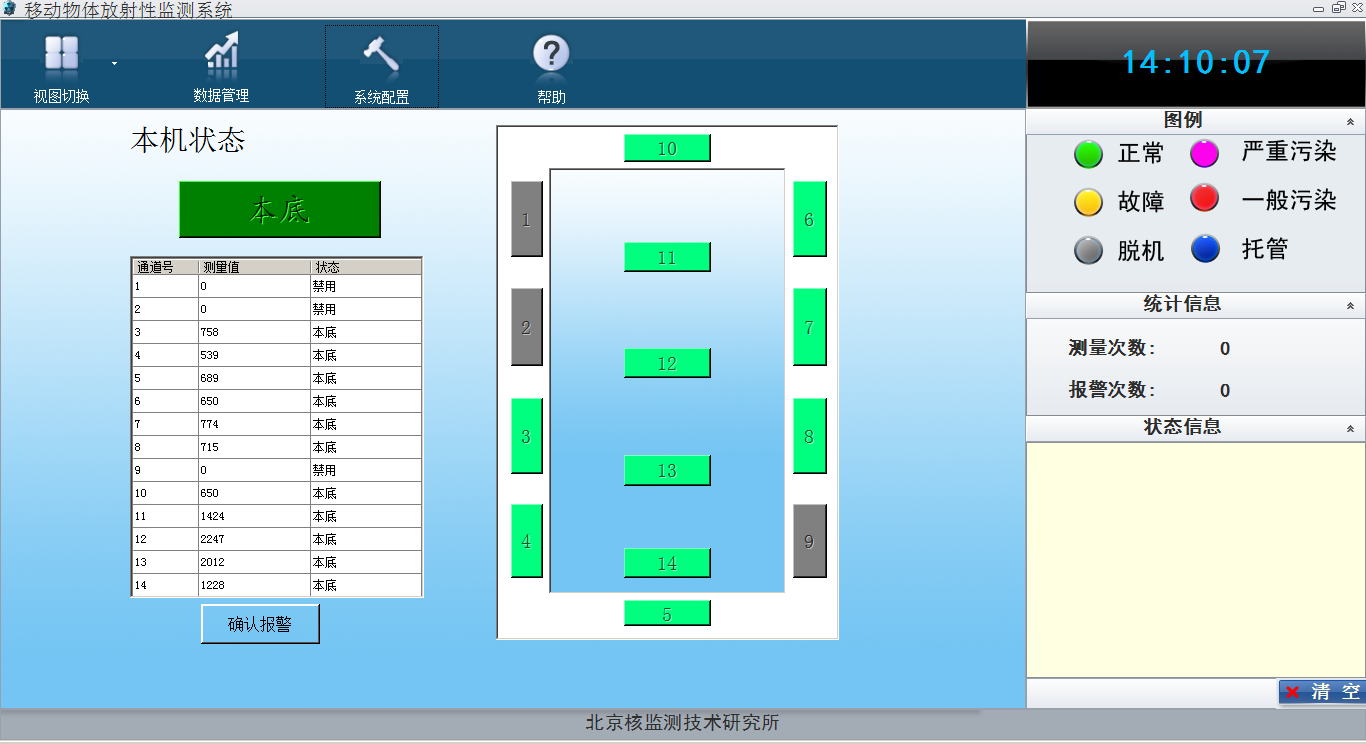 移动物体放射性监测系统
视图切换 数据管理 系统配置 帮助
14:10:07
本机状态
本底
通道号 测量值 状态
1 0 禁用
2 0 禁用
3 758 本底
4 539 本底
5 689 本底
6 650 本底
7 774 本底
8 715 本底
9 0 禁用
10 650 本底
11 1424 本底
12 2247 本底
13 2012 本底
14 1228 本底
确认报警
10
1
6
11
2
7
12
3
8
13
4
9
14
5
图例
正常 严重污染
故障 一般污染
脱机 托管
统计信息
测量次数: 0
报警次数: 0
状态信息
清 空
北京核监测技术研究所